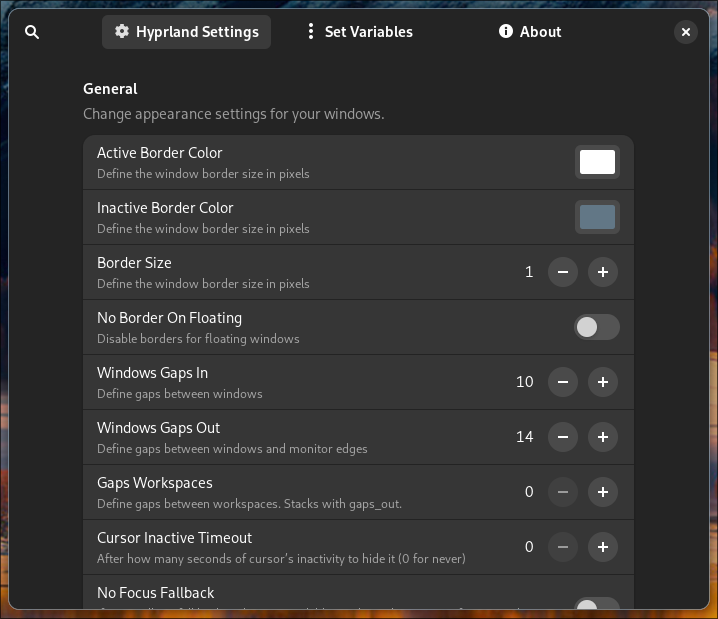 Hyprland Settings
Set Variables
About
General
Change appearance settings for your windows.
Active Border Color
Define the window border size in pixels
Inactive Border Color
Define the window border size in pixels
Border Size
Define the window border size in pixels
1
No Border On Floating
Disable borders for floating windows
Windows Gaps In
Define gaps between windows
10
Windows Gaps Out
Define gaps between windows and monitor edges
14
Gaps Workspaces
Define gaps between workspaces. Stacks with gaps_out.
0
Cursor Inactive Timeout
After how many seconds of cursor's inactivity to hide it (0 for never)
0
No Focus Fallback